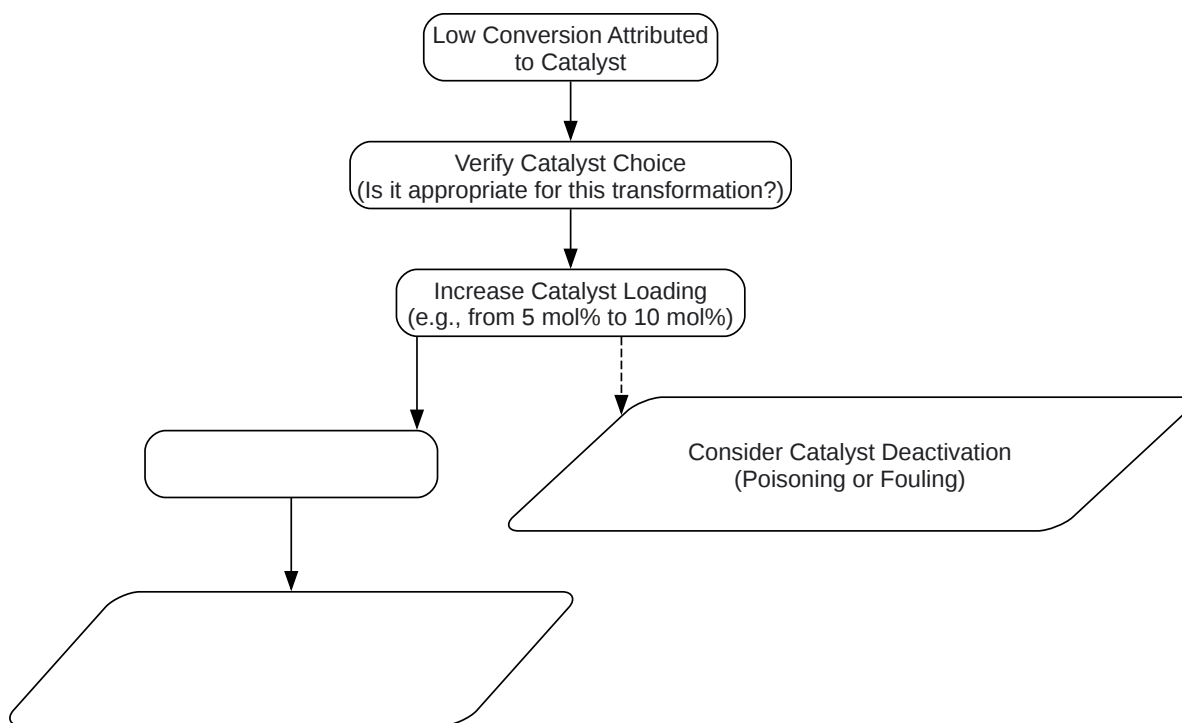 Low Conversion Attributed
to Catalyst
Verify Catalyst Choice
(Is it appropriate for this transformation?)
Increase Catalyst Loading
(e.g., from 5 mol% to 10 mol%)
Consider Catalyst Deactivation
(Poisoning or Fouling)